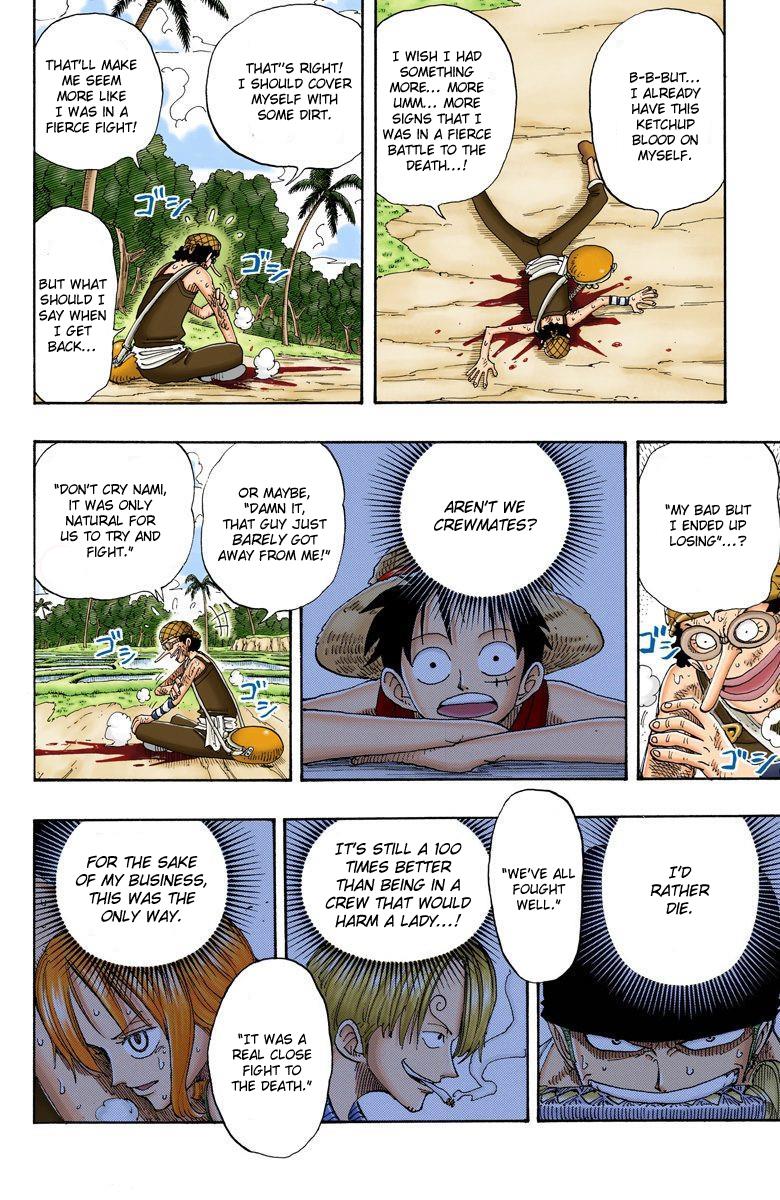 B-B-BUT...
I ALREADY
HAVE THIS
KETCHUP
BLOOD ON
MYSELF.
I WISH I HAD
SOMETHING
MORE... MORE
UMM... MORE
SIGNS THAT I
WAS IN A FIERCE
BATTLE TO THE
DEATH...!
THAT"S RIGHT!
I SHOULD COVER
MYSELF WITH
SOME DIRT.
THAT'LL MAKE
ME SEEM
MORE LIKE
I WAS IN A
FIERCE FIGHT!
ゴシ
ゴシ
BUT WHAT
SHOULD I
SAY WHEN
I GET
BACK...
"MY BAD BUT
I ENDED UP
LOSING"...?
ゴシ
ゴシ
AREN'T WE
CREWMATES?
OR MAYBE,
"DAMN IT,
THAT GUY JUST
BARELY GOT
AWAY FROM ME!"
"DON'T CRY NAMI,
IT WAS ONLY
NATURAL FOR
US TO TRY AND
FIGHT."
ゴシ
ゴシ
I'D
RATHER
DIE.
"WE'VE ALL
FOUGHT
WELL."
IT'S STILL A 100
TIMES BETTER
THAN BEING IN A
CREW THAT WOULD
HARM A LADY...!
"IT WAS A
REAL CLOSE
FIGHT TO
THE DEATH."
FOR THE SAKE
OF MY BUSINESS,
THIS WAS THE
ONLY WAY.